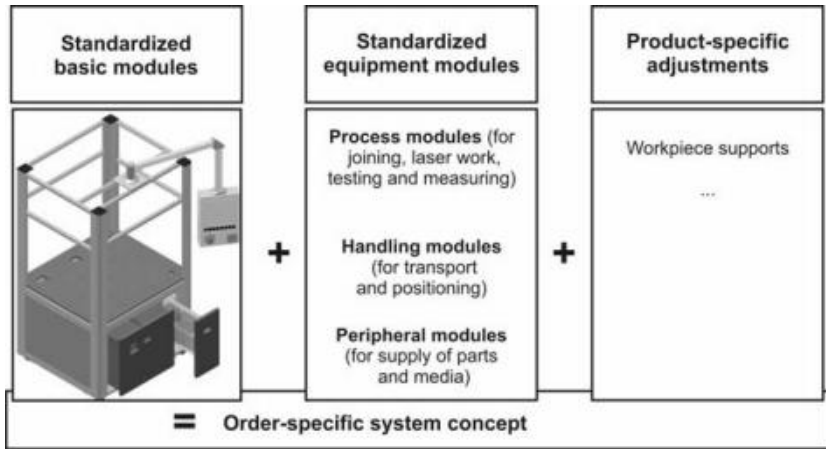 Standardized
basic modules
Standardized
equipment modules
Product-specific
adjustments
+
Process modules (for
joining, laser work,
testing and measuring)
Handling modules
(for transport
and positioning)
Peripheral modules
(for supply of parts
and media)
+
Workpiece supports
...
= Order-specific system concept